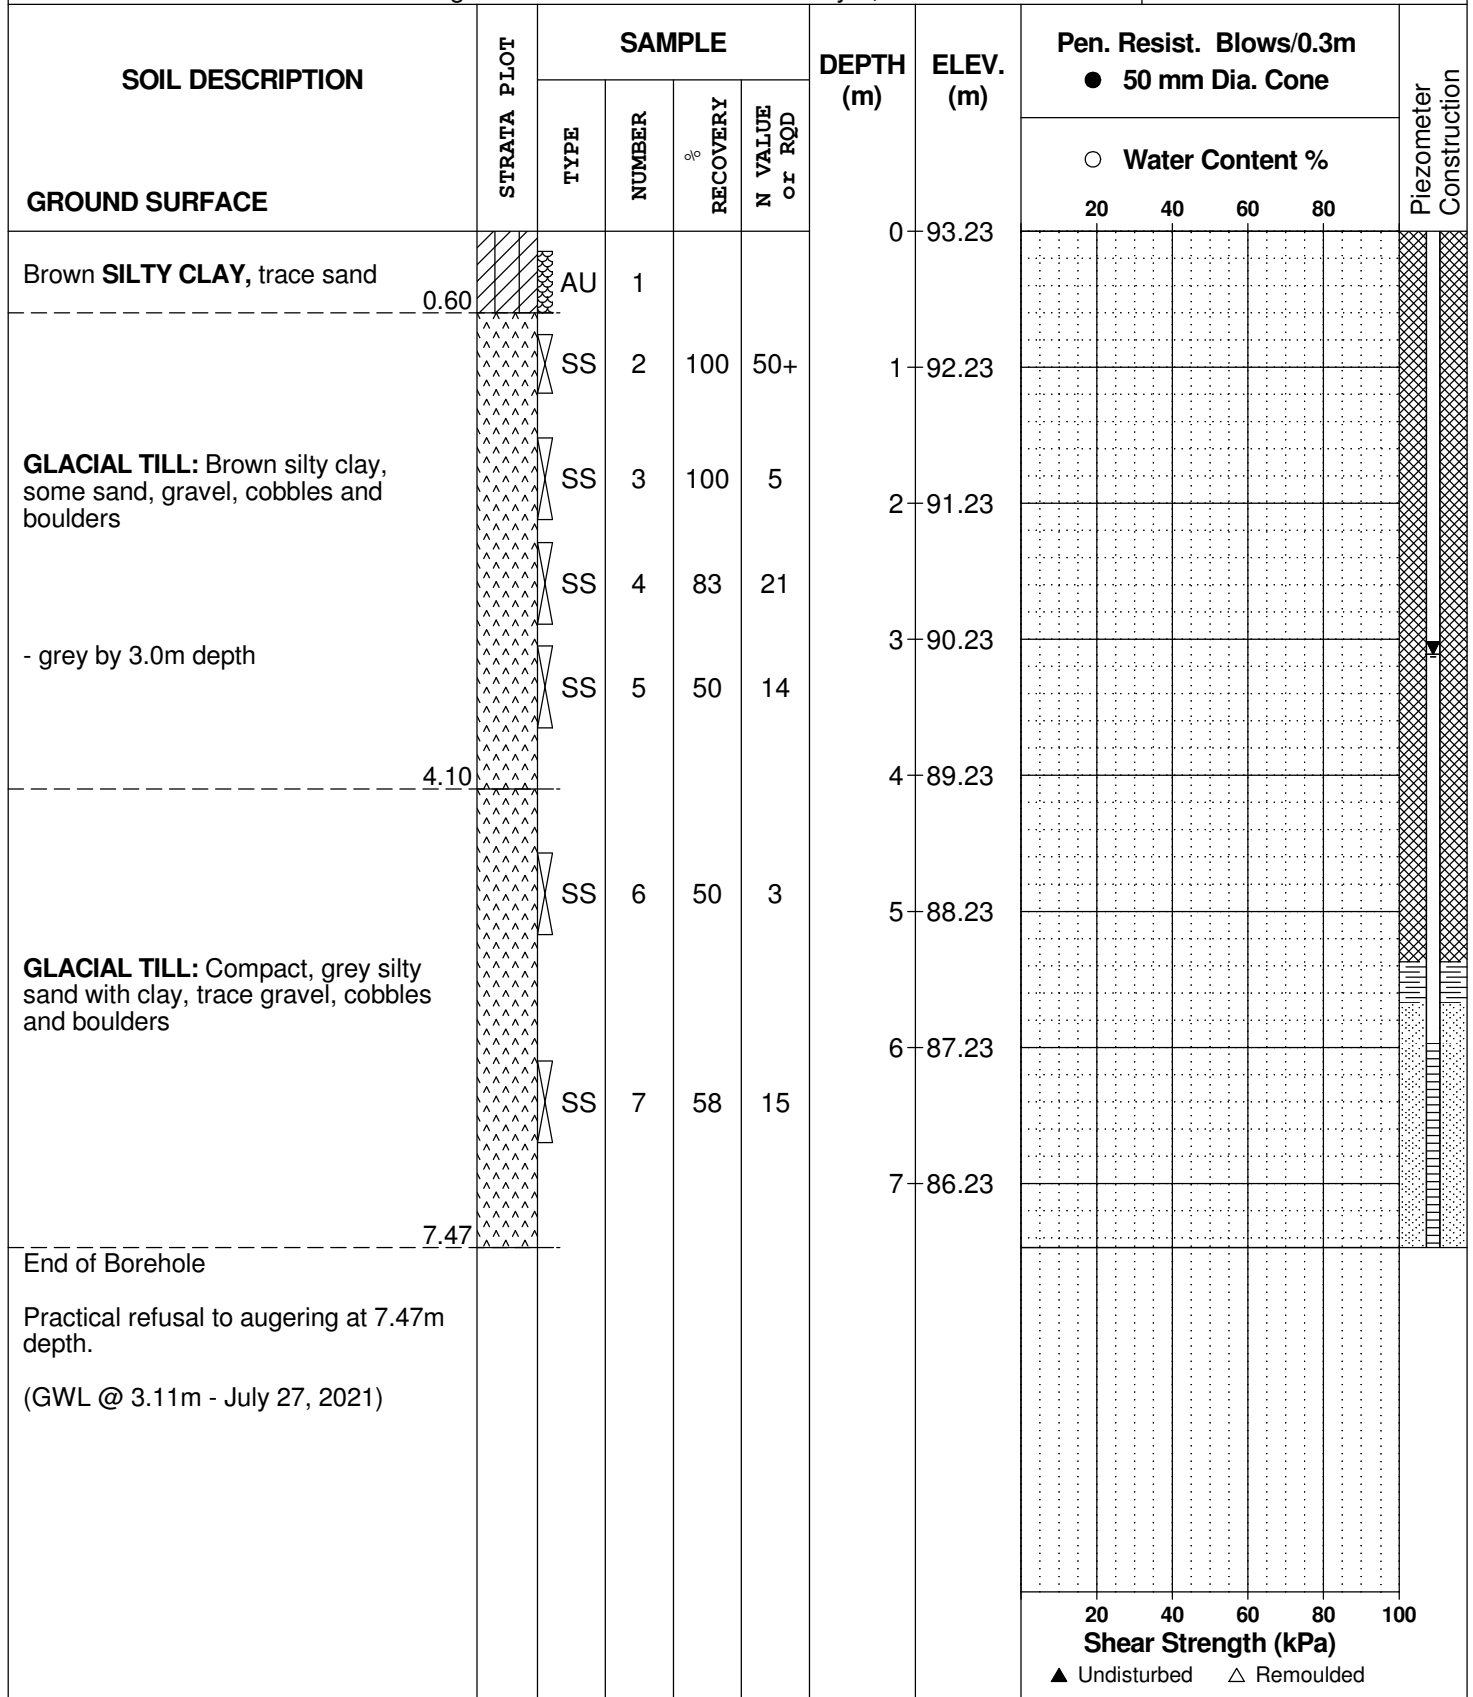 SOIL DESCRIPTION
GROUND SURFACE
STRATA PLOT
SAMPLE
TYPE
NUMBER
%
RECOVERY
N VALUE
or RQD
DEPTH
(m)
ELEV.
(m)
Pen. Resist. Blows/0.3m
● 50 mm Dia. Cone
○ Water Content %
20 40 60 80
Piezometer
Construction
0 93.23
Brown SILTY CLAY, trace sand
0.60
AU 1
SS 2 100 50+
1 92.23
GLACIAL TILL: Brown silty clay,
some sand, gravel, cobbles and
boulders
SS 3 100 5
2 91.23
SS 4 83 21
3 90.23
- grey by 3.0m depth
SS 5 50 14
4.10
4 89.23
SS 6 50 3
5 88.23
GLACIAL TILL: Compact, grey silty
sand with clay, trace gravel, cobbles
and boulders
6 87.23
SS 7 58 15
7 86.23
7.47
End of Borehole
Practical refusal to augering at 7.47m
depth.
(GWL @ 3.11m - July 27, 2021)
20 40 60 80 100
Shear Strength (kPa)
▲ Undisturbed △ Remoulded